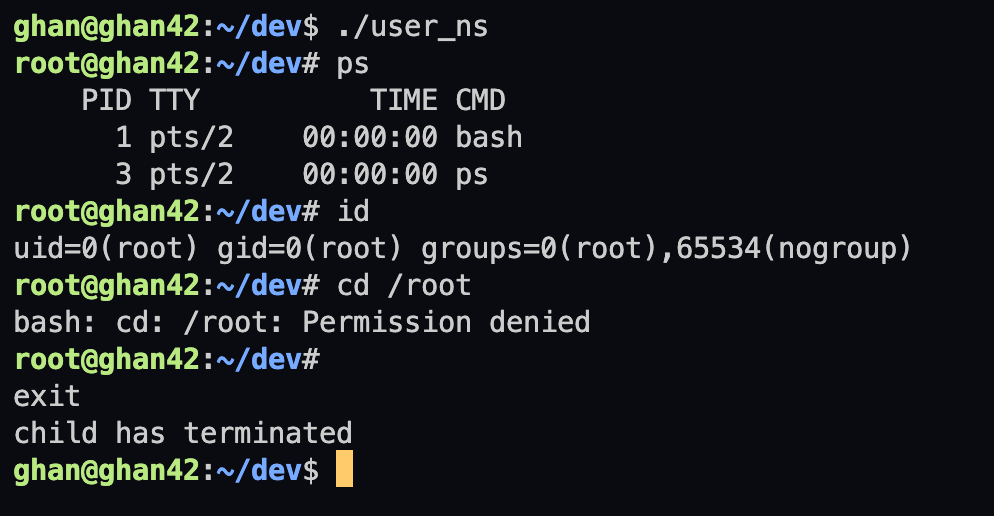 ghan@ghan42:~/dev$ ./user_ns
root@ghan42:~/dev# ps
    PID TTY          TIME CMD
      1 pts/2    00:00:00 bash
      3 pts/2    00:00:00 ps
root@ghan42:~/dev# id
uid=0(root) gid=0(root) groups=0(root),65534(nogroup)
root@ghan42:~/dev# cd /root
bash: cd: /root: Permission denied
root@ghan42:~/dev#
exit
child has terminated
ghan@ghan42:~/dev$